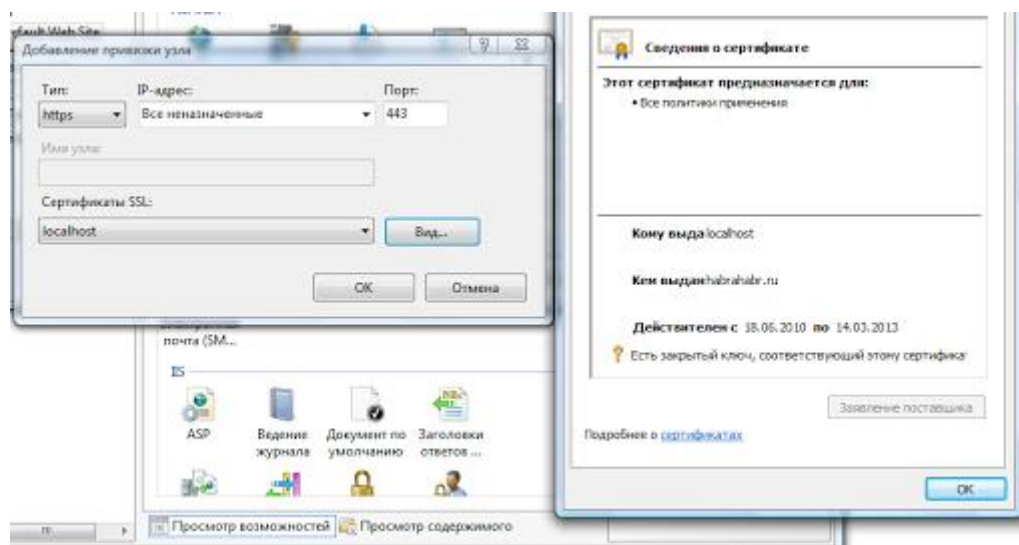 efault Web Site
Добавление привязки узла
Тип:
IP-адрес:
Порт:
https
Все неназначенные
443
Имя узла:
Сертификаты SSL:
localhost
Вид...
OK
Отмена
почта (SM...
IIS
ASP
Ведение журнала
Документ по умолчанию
Заголовки ответов ...
Просмотр возможностей
Просмотр содержимого
Сведения о сертификате
Этот сертификат предназначается для:
• Все политики применения
Кому выда localhost
Кем выдан habrahabr.ru
Действителен с 18.06.2010 по 14.03.2013
Есть закрытый ключ, соответствующий этому сертифика
Заявление поставщика
Подробнее о сертификатах
OK